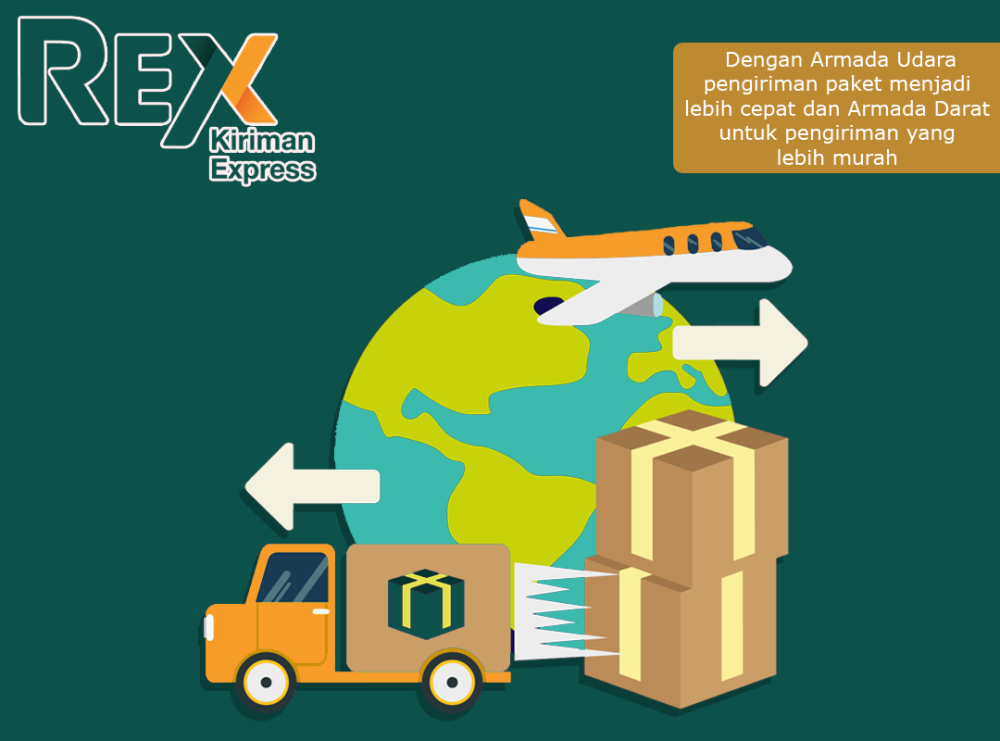 REX
Kiriman
Express
Dengan Armada Udara
pengiriman paket menjadi
lebih cepat dan Armada Darat
untuk pengiriman yang
lebih murah